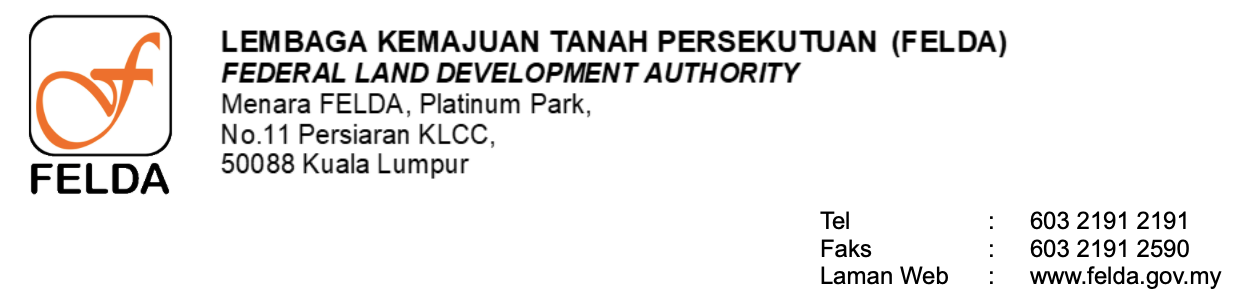 LEMBAGA KEMAJUAN TANAH PERSEKUTUAN (FELDA)
FEDERAL LAND DEVELOPMENT AUTHORITY
Menara FELDA, Platinum Park,
No.11 Persiaran KLCC,
50088 Kuala Lumpur
FELDA
Tel : 603 2191 2191
Faks : 603 2191 2590
Laman Web : www.felda.gov.my